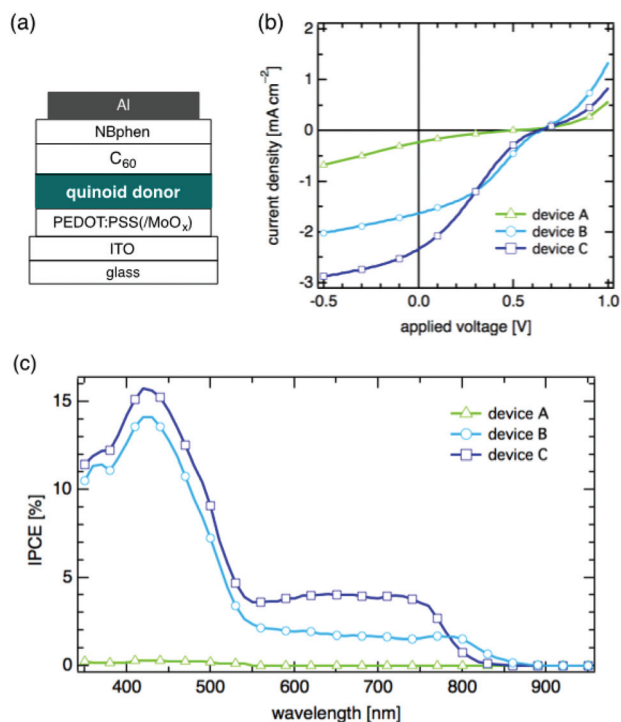 (a)
Al
NBphen
C₆₀
quinoid donor
PEDOT:PSS(/MoOₓ)
ITO
glass
(b)
2
1
0
-1
-2
-3
current density [mA cm⁻²]
device A
device B
device C
-0.5 0.0 0.5 1.0
applied voltage [V]
(c)
15
10
5
0
IPCE [%]
device A
device B
device C
400 500 600 700 800 900
wavelength [nm]